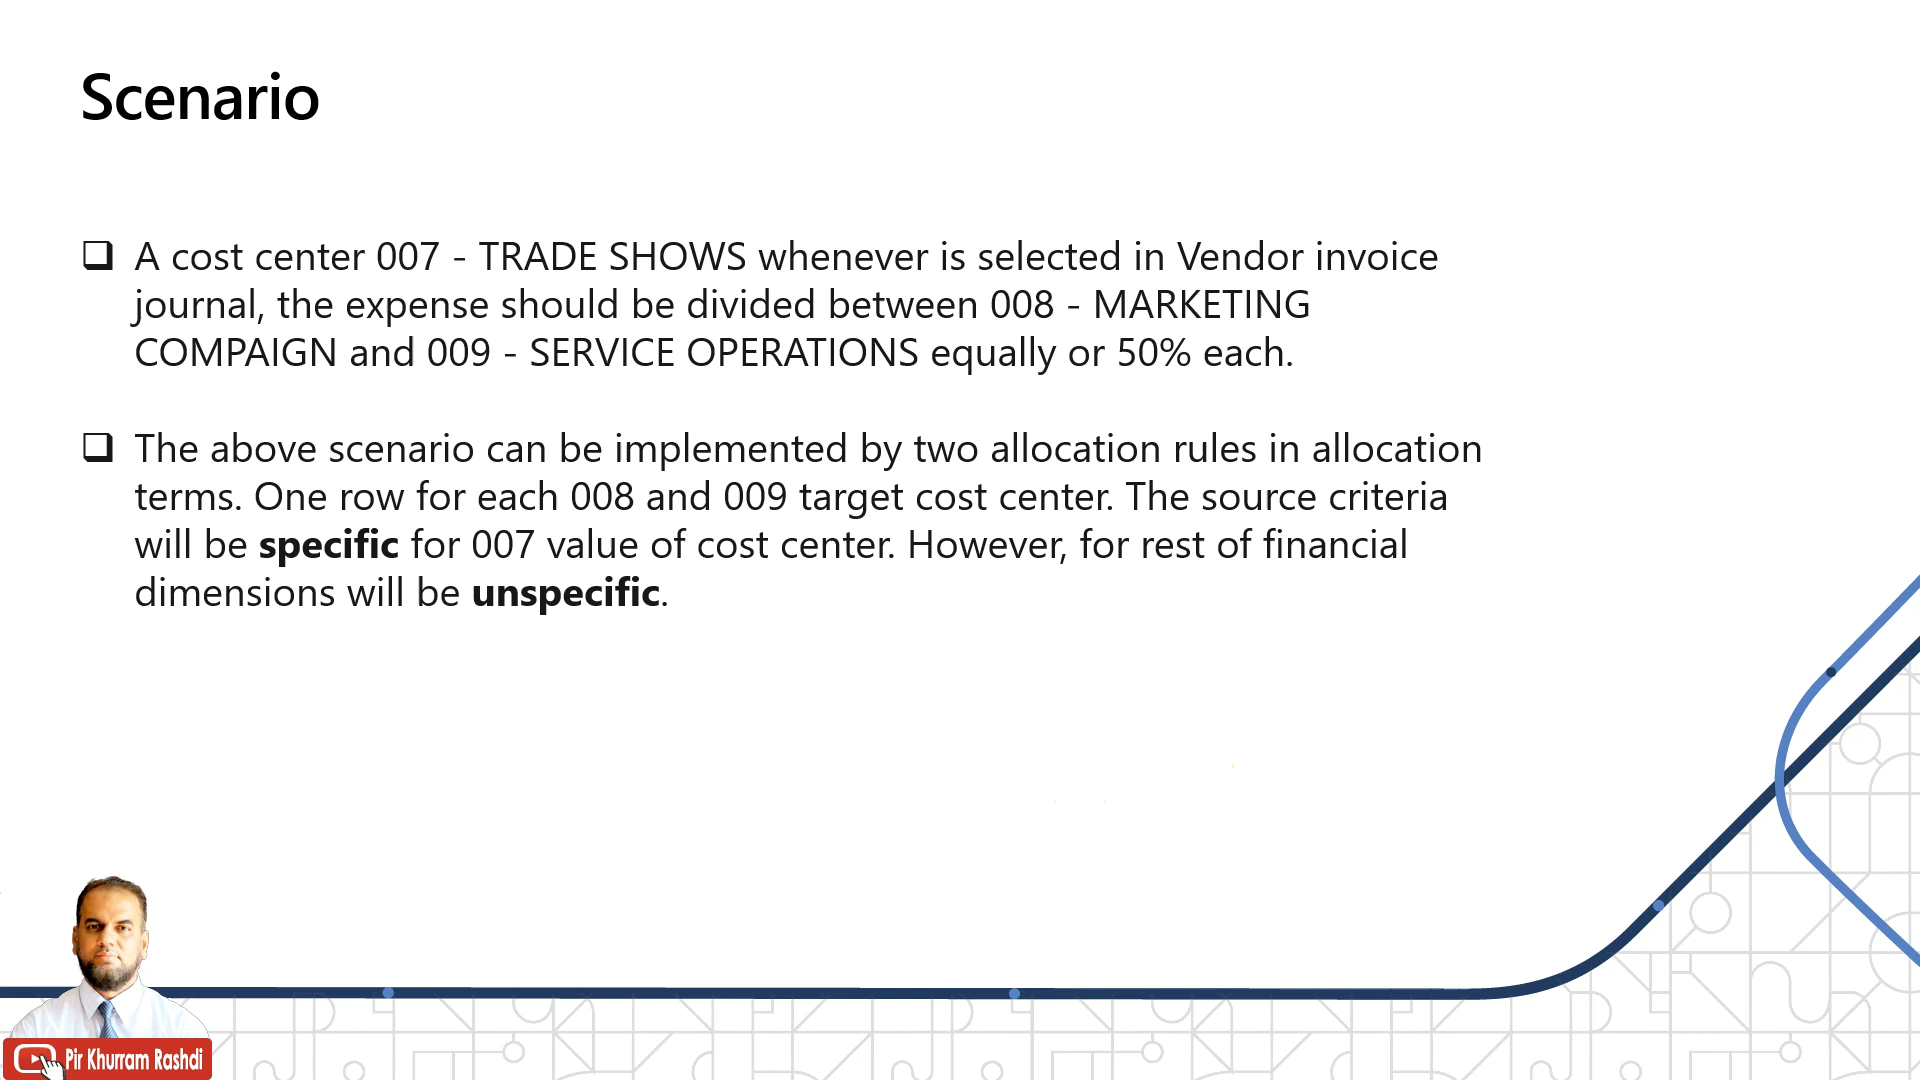 Scenario
A cost center 007 - TRADE SHOWS whenever is selected in Vendor invoice
journal, the expense should be divided between 008 - MARKETING
COMPAIGN and 009 - SERVICE OPERATIONS equally or 50% each.
The above scenario can be implemented by two allocation rules in allocation
terms. One row for each 008 and 009 target cost center. The source criteria
will be specific for 007 value of cost center. However, for rest of financial
dimensions will be unspecific.
Pir Khurram Rashdi